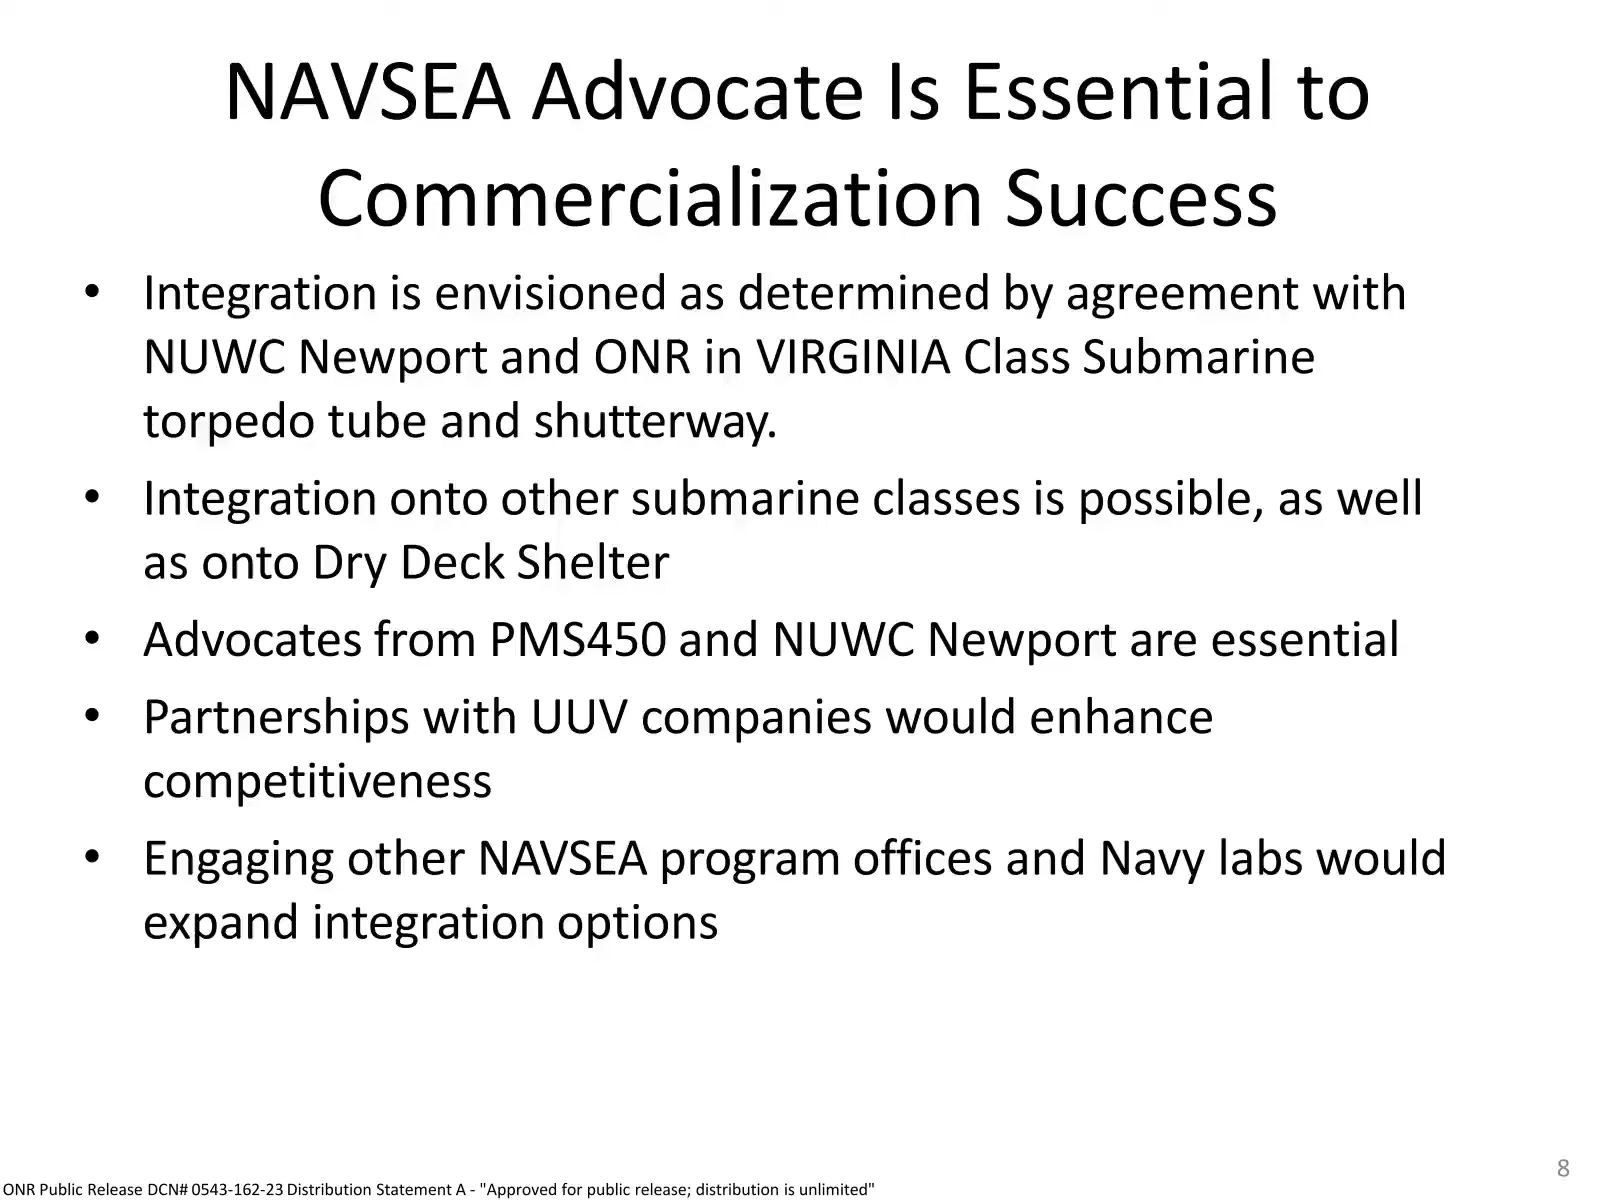 NAVSEA Advocate Is Essential to
Commercialization Success
• Integration is envisioned as determined by agreement with
NUWC Newport and ONR in VIRGINIA Class Submarine
torpedo tube and shutterway.
• Integration onto other submarine classes is possible, as well
as onto Dry Deck Shelter
• Advocates from PMS450 and NUWC Newport are essential
• Partnerships with UUV companies would enhance
competitiveness
• Engaging other NAVSEA program offices and Navy labs would
expand integration options
8
ONR Public Release DCN# 0543-162-23 Distribution Statement A - "Approved for public release; distribution is unlimited"